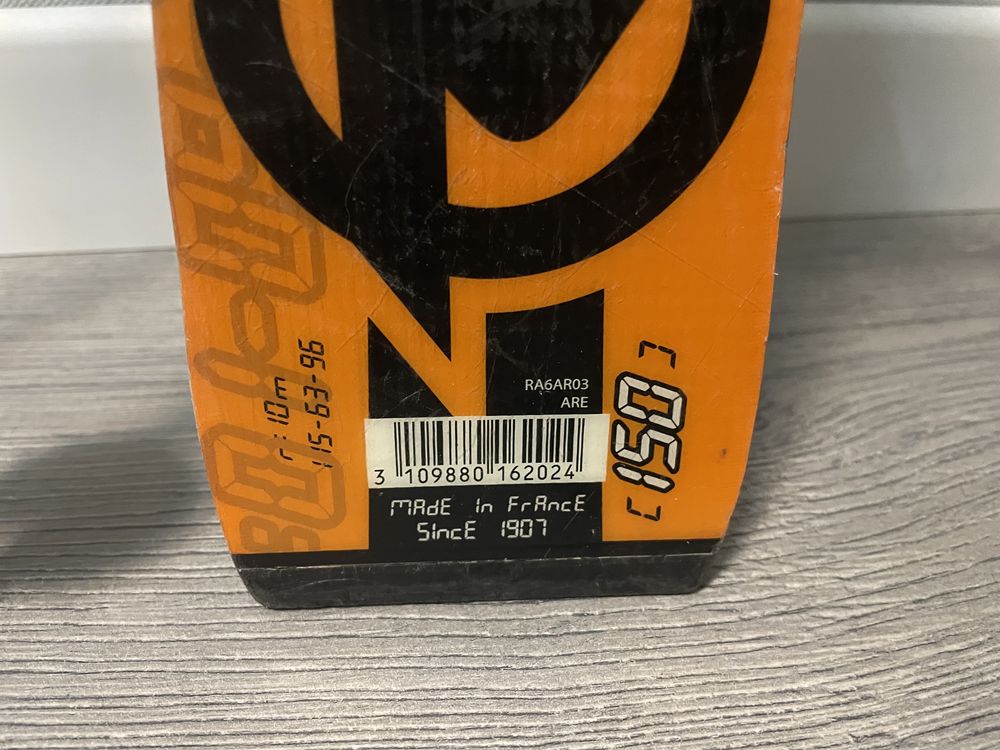 r: 10m
115-63-96
RA6AR03
ARE
3 109880 162024
MAdE In FrAncE
SIncE 1907
[150]